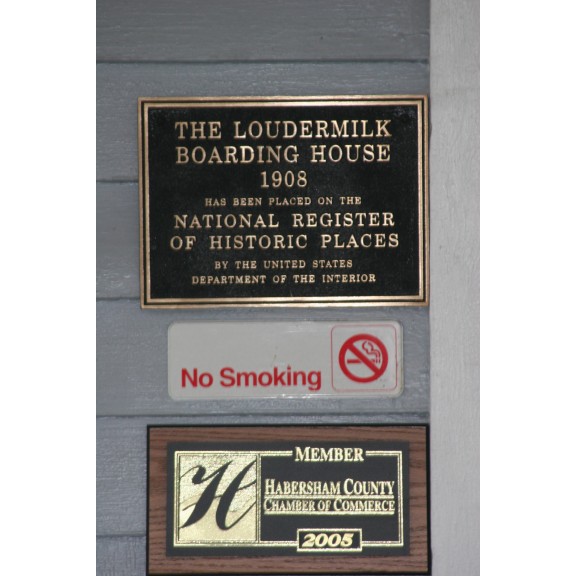 THE LOUDERMILK
BOARDING HOUSE
1908
HAS BEEN PLACED ON THE
NATIONAL REGISTER
OF HISTORIC PLACES
BY THE UNITED STATES
DEPARTMENT OF THE INTERIOR
No Smoking
H
MEMBER
HABERSHAM COUNTY
CHAMBER OF COMMERCE
2005